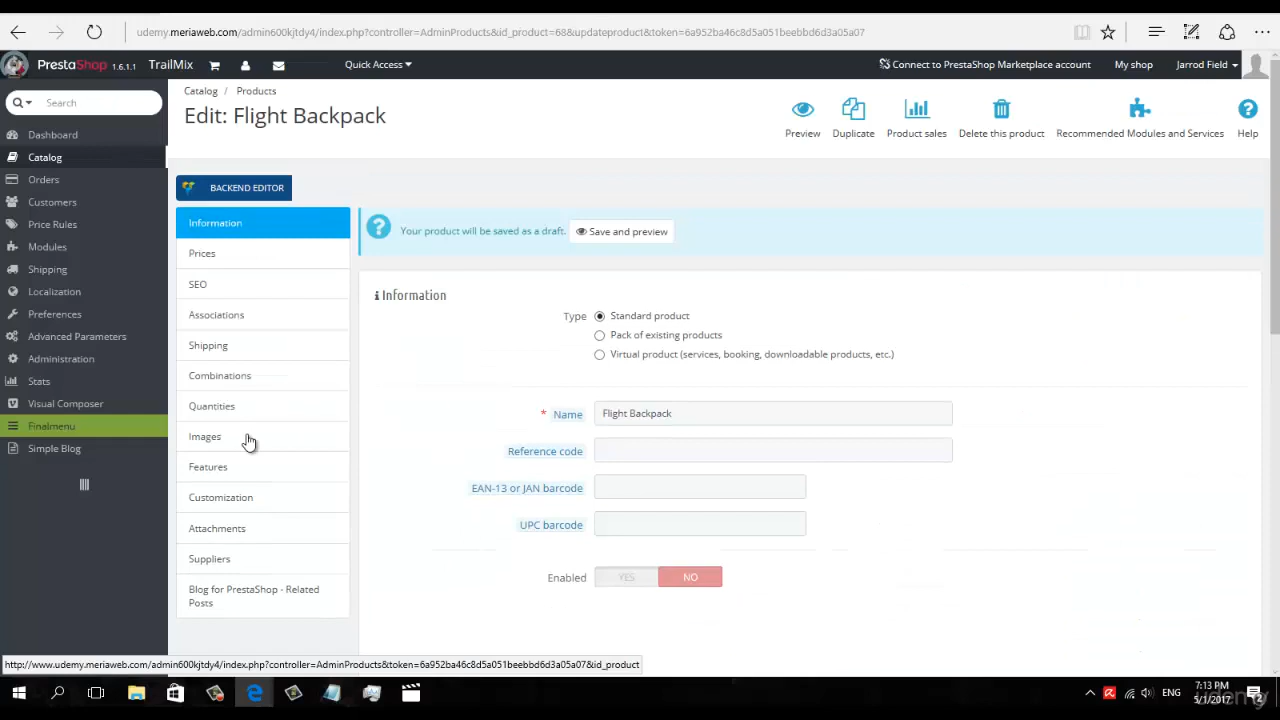 udemy.meriaweb.com/admin600kjtdy4/index.php?controller=AdminProducts&id_product=68&updateproduct&token=6a952ba46c8d5a051beebbd6d3a05a07
PrestaShop 1.6.1.1 TrailMix Quick Access Connect to PrestaShop Marketplace account My shop Jarrod Field
Search
Dashboard
Catalog
Orders
Customers
Price Rules
Modules
Shipping
Localization
Preferences
Advanced Parameters
Administration
Stats
Visual Composer
Finalmenu
Simple Blog
Catalog / Products
Edit: Flight Backpack
Preview Duplicate Product sales Delete this product Recommended Modules and Services Help
BACKEND EDITOR
Information
Prices
SEO
Associations
Shipping
Combinations
Quantities
Images
Features
Customization
Attachments
Suppliers
Blog for PrestaShop - Related
Posts
Your product will be saved as a draft. Save and preview
Information
Type Standard product
Pack of existing products
Virtual product (services, booking, downloadable products, etc.)
* Name Flight Backpack
Reference code
EAN-13 or JAN barcode
UPC barcode
Enabled YES NO
http://www.udemy.meriaweb.com/admin600kjtdy4/index.php?controller=AdminProducts&token=6a952ba46c8d5a051beebbd6d3a05a07&id_product
ENG
7:13 PM
5/1/2017
udemy